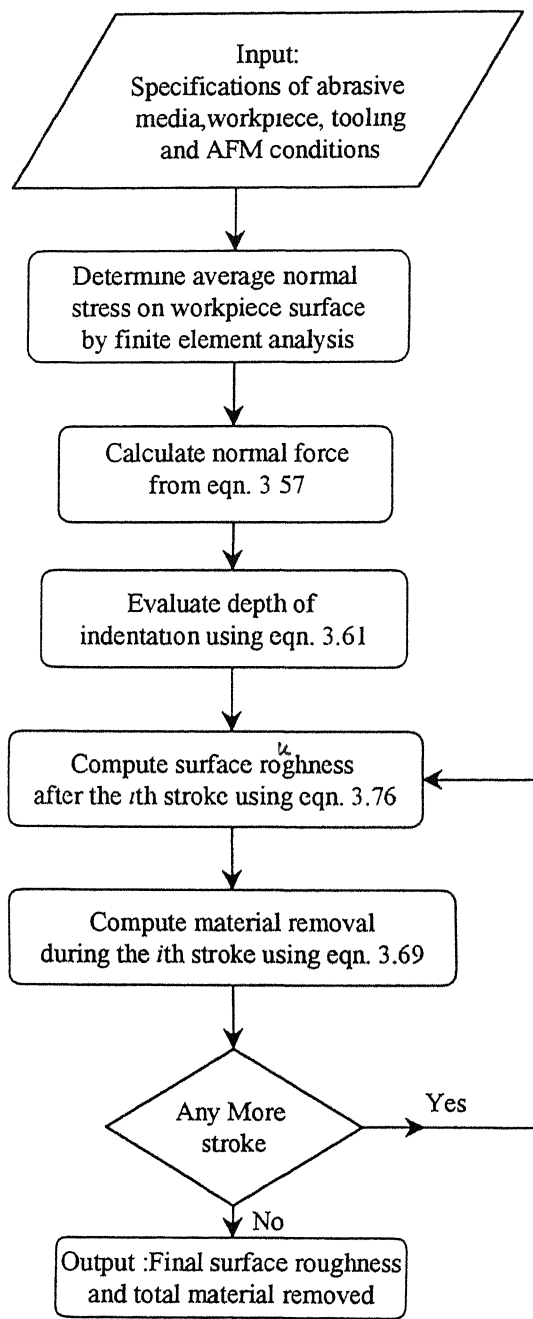 Input:
Specifications of abrasive
media,workpiece, tooling
and AFM conditions
Determine average normal
stress on workpiece surface
by finite element analysis
Calculate normal force
from eqn. 3 57
Evaluate depth of
indentation using eqn. 3.61
u
Compute surface roghness
after the ith stroke using eqn. 3.76
Compute material removal
during the ith stroke using eqn. 3.69
Any More
stroke
Yes
No
Output :Final surface roughness
and total material removed